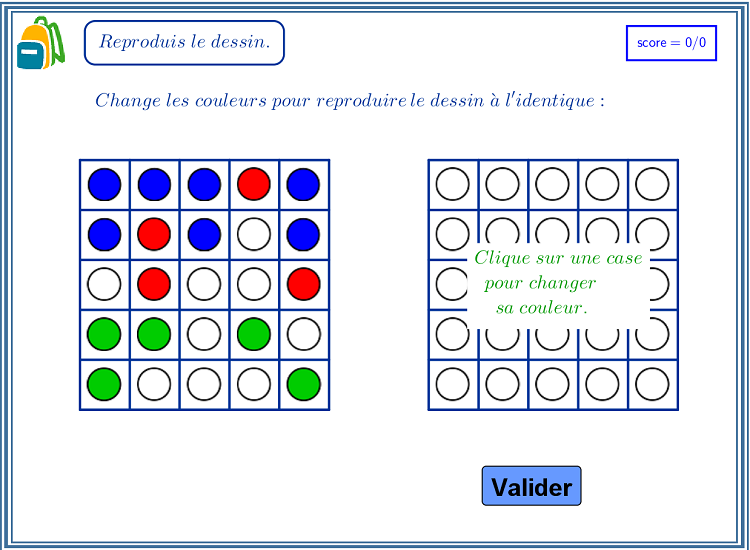 Reproduis le dessin.
score = 0/0
Change les couleurs pour reproduire le dessin à l'identique :
Clique sur une case
pour changer
sa couleur.
Valider